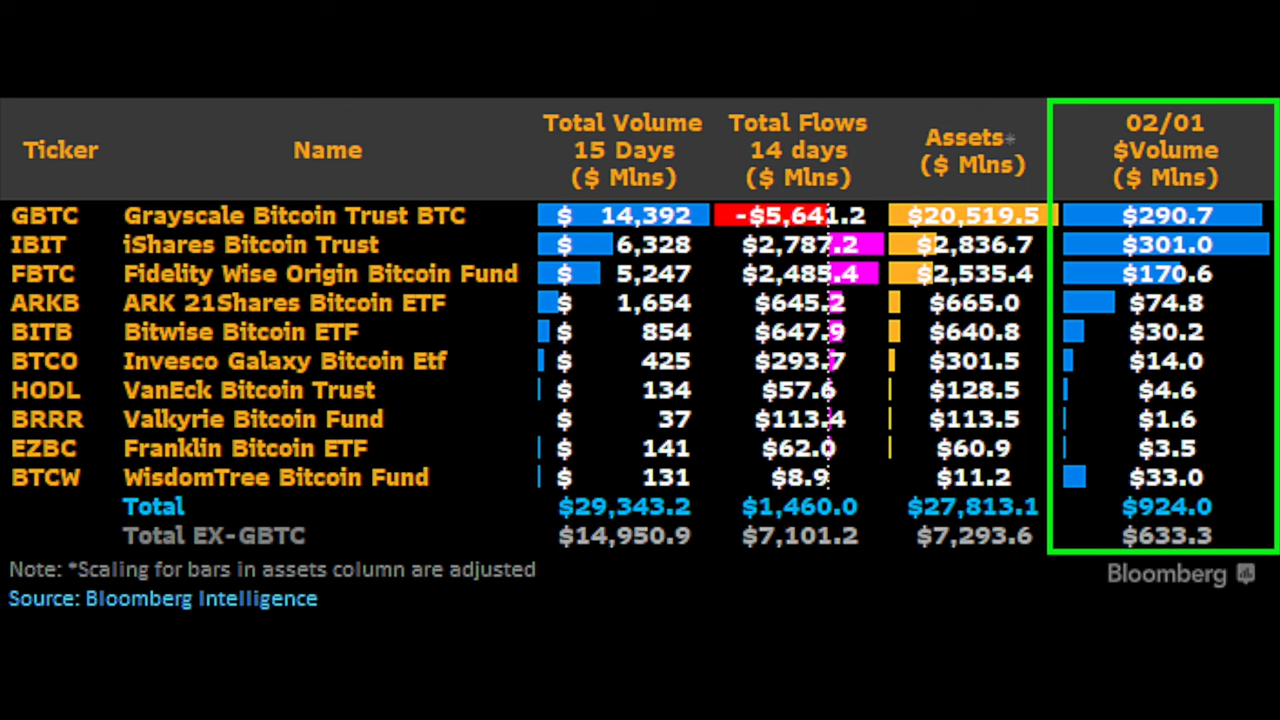 Ticker Name Total Volume 15 Days ($ Mlns) Total Flows 14 days ($ Mlns) Assets* ($ Mlns) 02/01 $Volume ($ Mlns)
GBTC Grayscale Bitcoin Trust BTC $ 14,392 -$5,641.2 $20,519.5 $290.7
IBIT iShares Bitcoin Trust $ 6,328 $2,787.2 $2,836.7 $301.0
FBTC Fidelity Wise Origin Bitcoin Fund $ 5,247 $2,485.4 $2,535.4 $170.6
ARKB ARK 21Shares Bitcoin ETF $ 1,654 $645.2 $665.0 $74.8
BITB Bitwise Bitcoin ETF $ 854 $647.9 $640.8 $30.2
BTCO Invesco Galaxy Bitcoin Etf $ 425 $293.7 $301.5 $14.0
HODL VanEck Bitcoin Trust $ 134 $57.6 $128.5 $4.6
BRRR Valkyrie Bitcoin Fund $ 37 $113.4 $113.5 $1.6
EZBC Franklin Bitcoin ETF $ 141 $62.0 $60.9 $3.5
BTCW WisdomTree Bitcoin Fund $ 131 $8.9 $11.2 $33.0
Total $29,343.2 $1,460.0 $27,813.1 $924.0
Total EX-GBTC $14,950.9 $7,101.2 $7,293.6 $633.3
Note: *Scaling for bars in assets column are adjusted
Bloomberg
Source: Bloomberg Intelligence